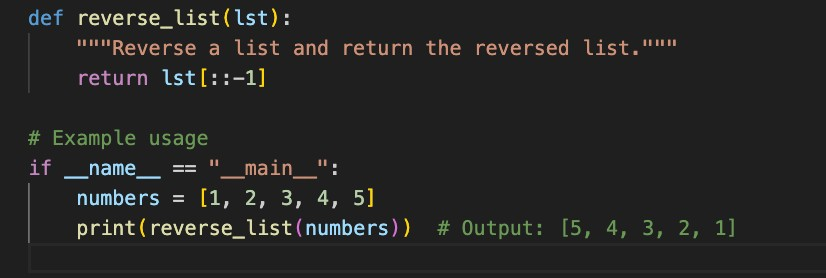 def reverse_list(lst):
    """Reverse a list and return the reversed list."""
    return lst[::-1]

# Example usage
if __name__ == "__main__":
    numbers = [1, 2, 3, 4, 5]
    print(reverse_list(numbers))  # Output: [5, 4, 3, 2, 1]